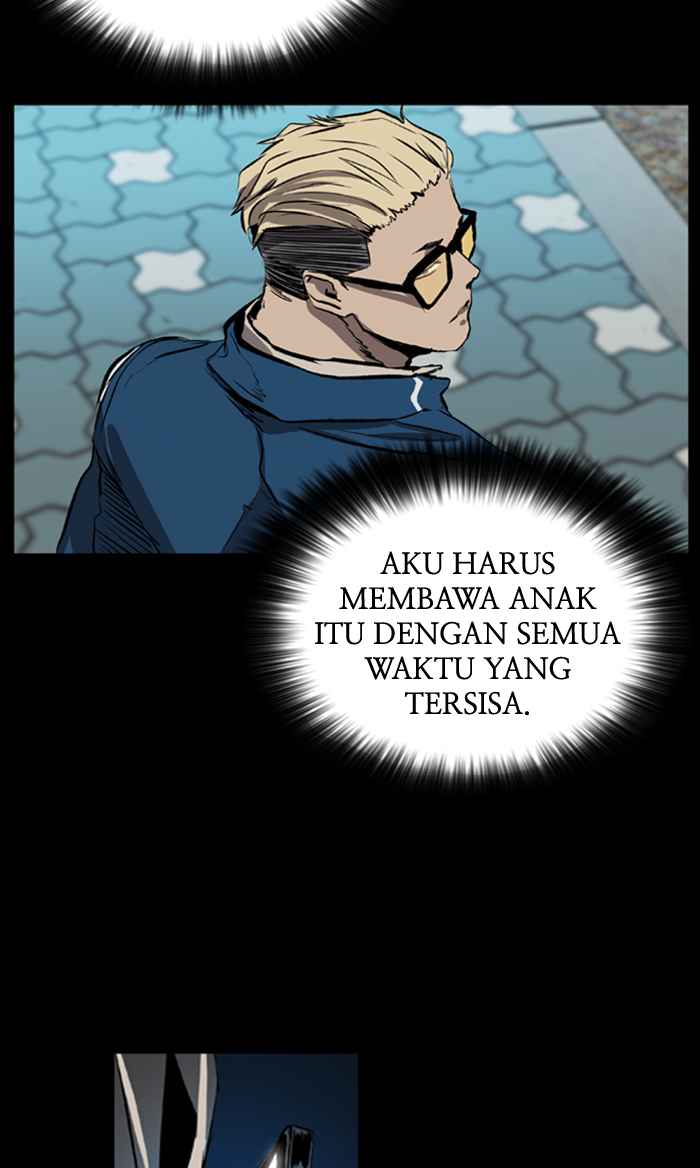 AKU HARUS
MEMBAWA ANAK
ITU DENGAN SEMUA
WAKTU YANG
TERSISA.